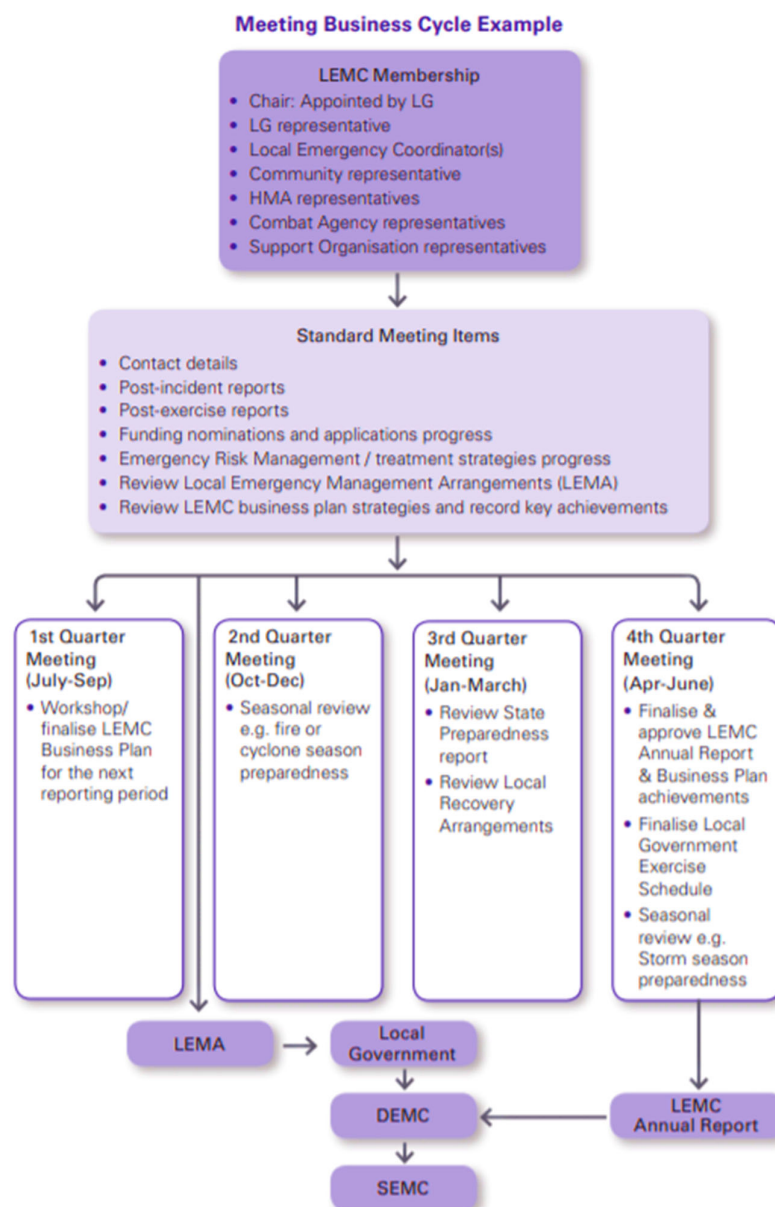 Meeting Business Cycle Example
LEMC Membership
• Chair: Appointed by LG
• LG representative
• Local Emergency Coordinator(s)
• Community representative
• HMA representatives
• Combat Agency representatives
• Support Organisation representatives
Standard Meeting Items
• Contact details
• Post-incident reports
• Post-exercise reports
• Funding nominations and applications progress
• Emergency Risk Management / treatment strategies progress
• Review Local Emergency Management Arrangements (LEMA)
• Review LEMC business plan strategies and record key achievements
1st Quarter
Meeting
(July-Sep)
• Workshop/
finalise LEMC
Business Plan
for the next
reporting period
2nd Quarter
Meeting
(Oct-Dec)
• Seasonal review
e.g. fire or
cyclone season
preparedness
3rd Quarter
Meeting
(Jan-March)
• Review State
Preparedness
report
• Review Local
Recovery
Arrangements
4th Quarter
Meeting
(Apr-June)
• Finalise &
approve LEMC
Annual Report
& Business Plan
achievements
• Finalise Local
Government
Exercise
Schedule
• Seasonal
review e.g.
Storm season
preparedness
LEMA
Local
Government
DEMC
LEMC
Annual Report
SEMC